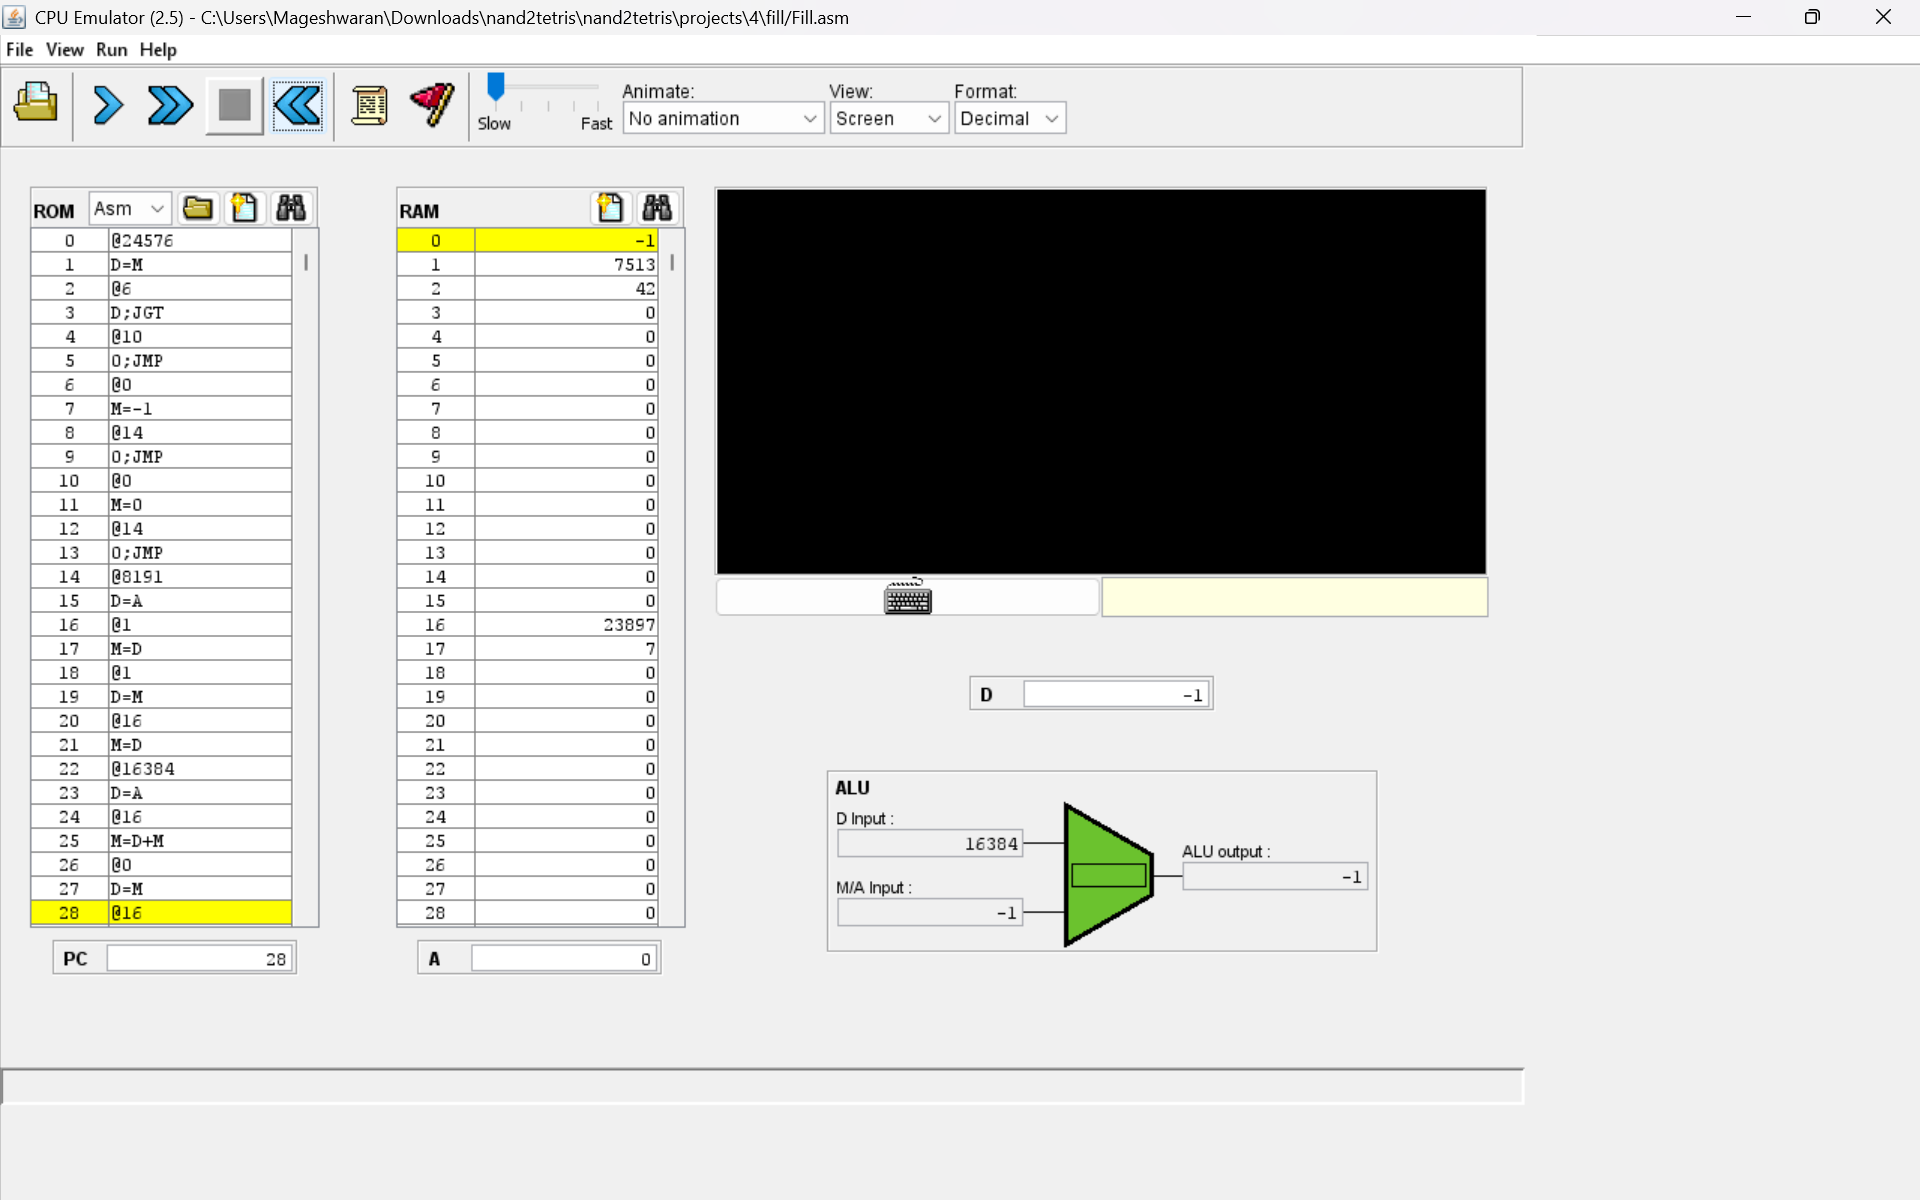 CPU Emulator (2.5) - C:\Users\Mageshwaran\Downloads\nand2tetris\nand2tetris\projects\4\fill/Fill.asm
File View Run Help
Animate: View: Format:
Slow Fast No animation Screen Decimal
ROM Asm
0 @24576
1 D=M
2 @6
3 D;JGT
4 @10
5 0;JMP
6 @0
7 M=-1
8 @14
9 0;JMP
10 @0
11 M=0
12 @14
13 0;JMP
14 @8191
15 D=A
16 @1
17 M=D
18 @1
19 D=M
20 @16
21 M=D
22 @16384
23 D=A
24 @16
25 M=D+M
26 @0
27 D=M
28 @16
PC 28
RAM
0 -1
1 7513
2 42
3 0
4 0
5 0
6 0
7 0
8 0
9 0
10 0
11 0
12 0
13 0
14 0
15 0
16 23897
17 7
18 0
19 0
20 0
21 0
22 0
23 0
24 0
25 0
26 0
27 0
28 0
A 0
D -1
ALU
D Input :
16384
M/A Input :
-1
ALU output :
-1